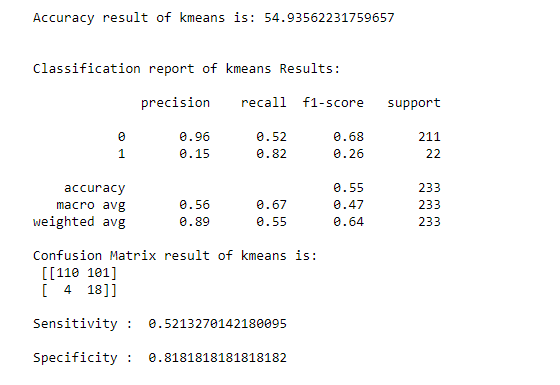 Accuracy result of kmeans is: 54.93562231759657
Classification report of kmeans Results:
precision recall f1-score support
0 0.96 0.52 0.68 211
1 0.15 0.82 0.26 22
accuracy 0.55 233
macro avg 0.56 0.67 0.47 233
weighted avg 0.89 0.55 0.64 233
Confusion Matrix result of kmeans is:
[[110 101]
[ 4 18]]
Sensitivity : 0.5213270142180095
Specificity : 0.8181818181818182